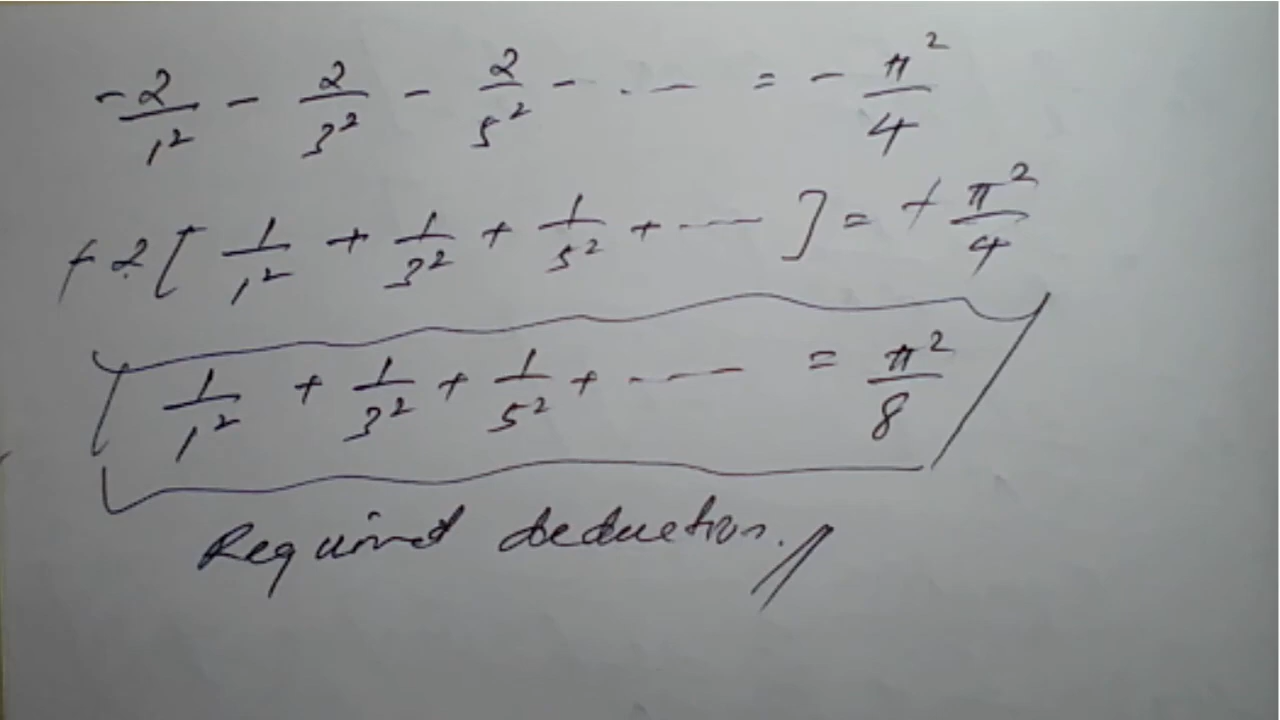 - 2/1² - 2/3² - 2/5² - ..... = - π²/4
+ 2 [ 1/1² + 1/3² + 1/5² + ..... ] = + π²/4
1/1² + 1/3² + 1/5² + ..... = π²/8
Required deduction.